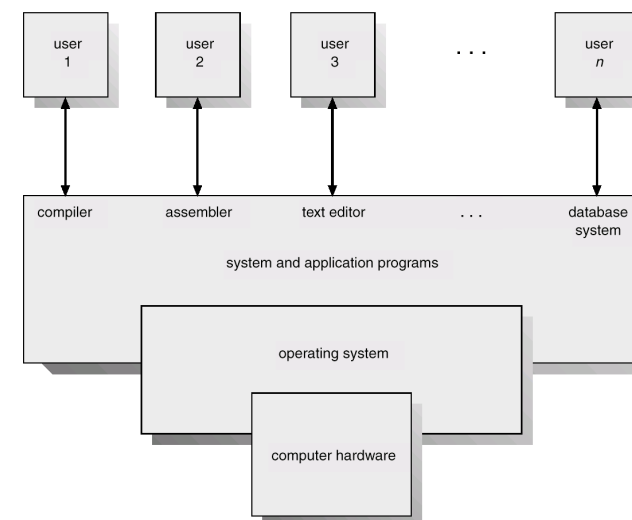 user
1
user
2
user
3
. . .
user
n
compiler
assembler
text editor
. . .
database
system
system and application programs
operating system
computer hardware